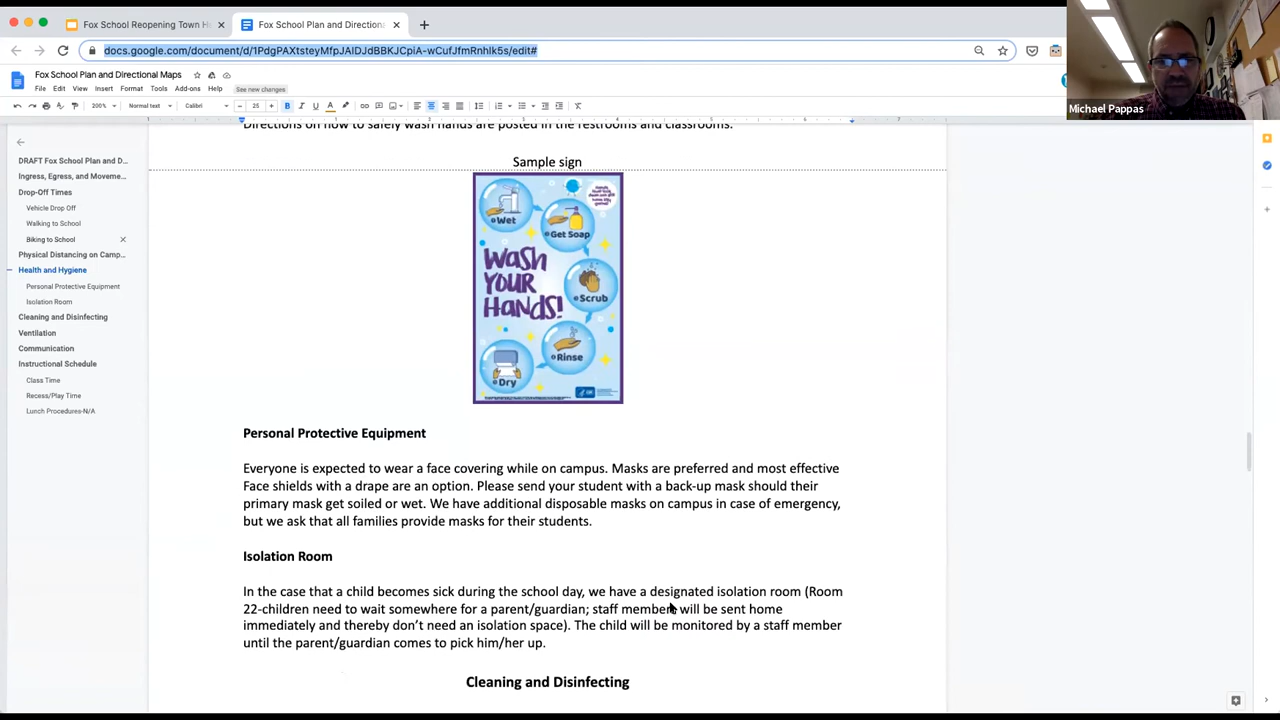 Fox School Reopening Town H
Fox School Plan and Directiona
docs.google.com/document/d/1PdgPAXtsteyMfpJAIDJdBBKJCpiA-wCufJfmRnhlk5s/edit#
Michael Pappas
Fox School Plan and Directional Maps
File Edit View Insert Format Tools Add-ons Help See new changes
200% Normal text Calibri 25 B I U A
DRAFT Fox School Plan and D...
Ingress, Egress, and Moveme...
Drop-Off Times
Vehicle Drop Off
Walking to School
Biking to School
Physical Distancing on Camp...
Health and Hygiene
Personal Protective Equipment
Isolation Room
Cleaning and Disinfecting
Ventilation
Communication
Instructional Schedule
Class Time
Recess/Play Time
Lunch Procedures-N/A
Directions on how to safely wash hands are posted in the restrooms and classrooms.
Sample sign
Wet
Get Soap
WASH
YOUR
HANDS!
Scrub
Rinse
Dry
Personal Protective Equipment
Everyone is expected to wear a face covering while on campus. Masks are preferred and most effective
Face shields with a drape are an option. Please send your student with a back-up mask should their
primary mask get soiled or wet. We have additional disposable masks on campus in case of emergency,
but we ask that all families provide masks for their students.
Isolation Room
In the case that a child becomes sick during the school day, we have a designated isolation room (Room
22-children need to wait somewhere for a parent/guardian; staff members will be sent home
immediately and thereby don't need an isolation space). The child will be monitored by a staff member
until the parent/guardian comes to pick him/her up.
Cleaning and Disinfecting